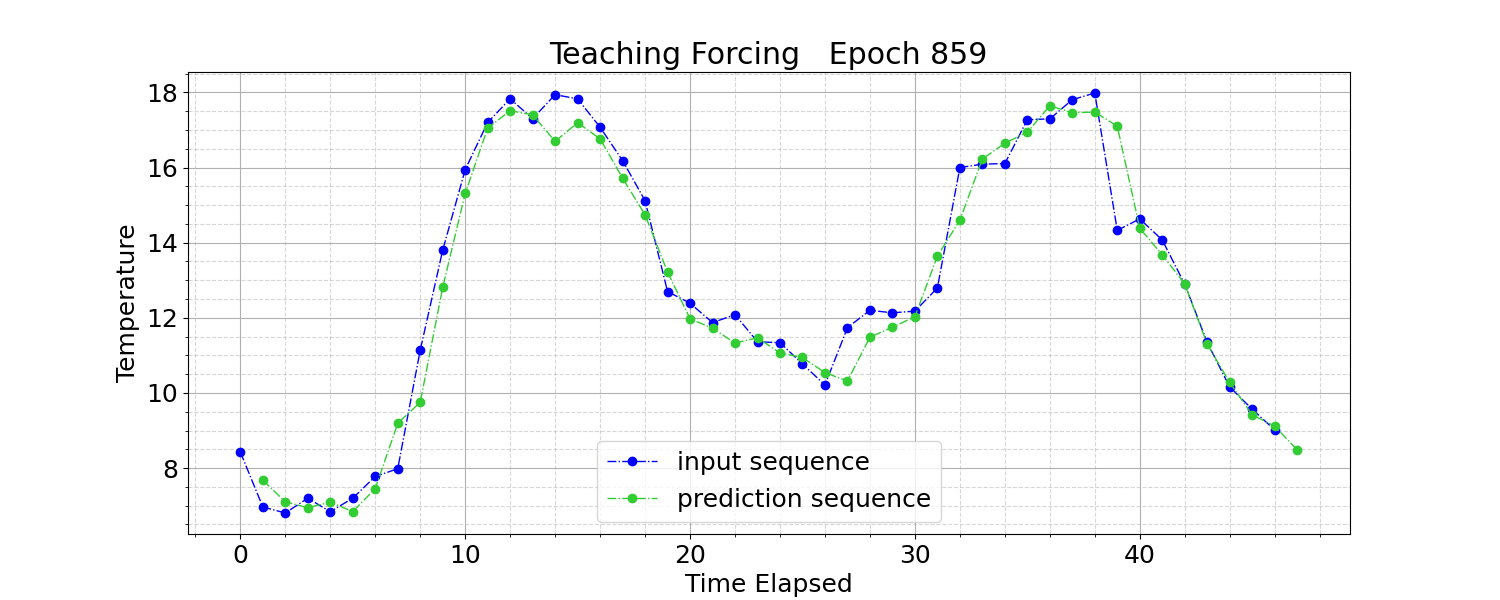 Teaching Forcing   Epoch 859
18
16
14
12
10
8
Temperature
input sequence
prediction sequence
0 10 20 30 40
Time Elapsed